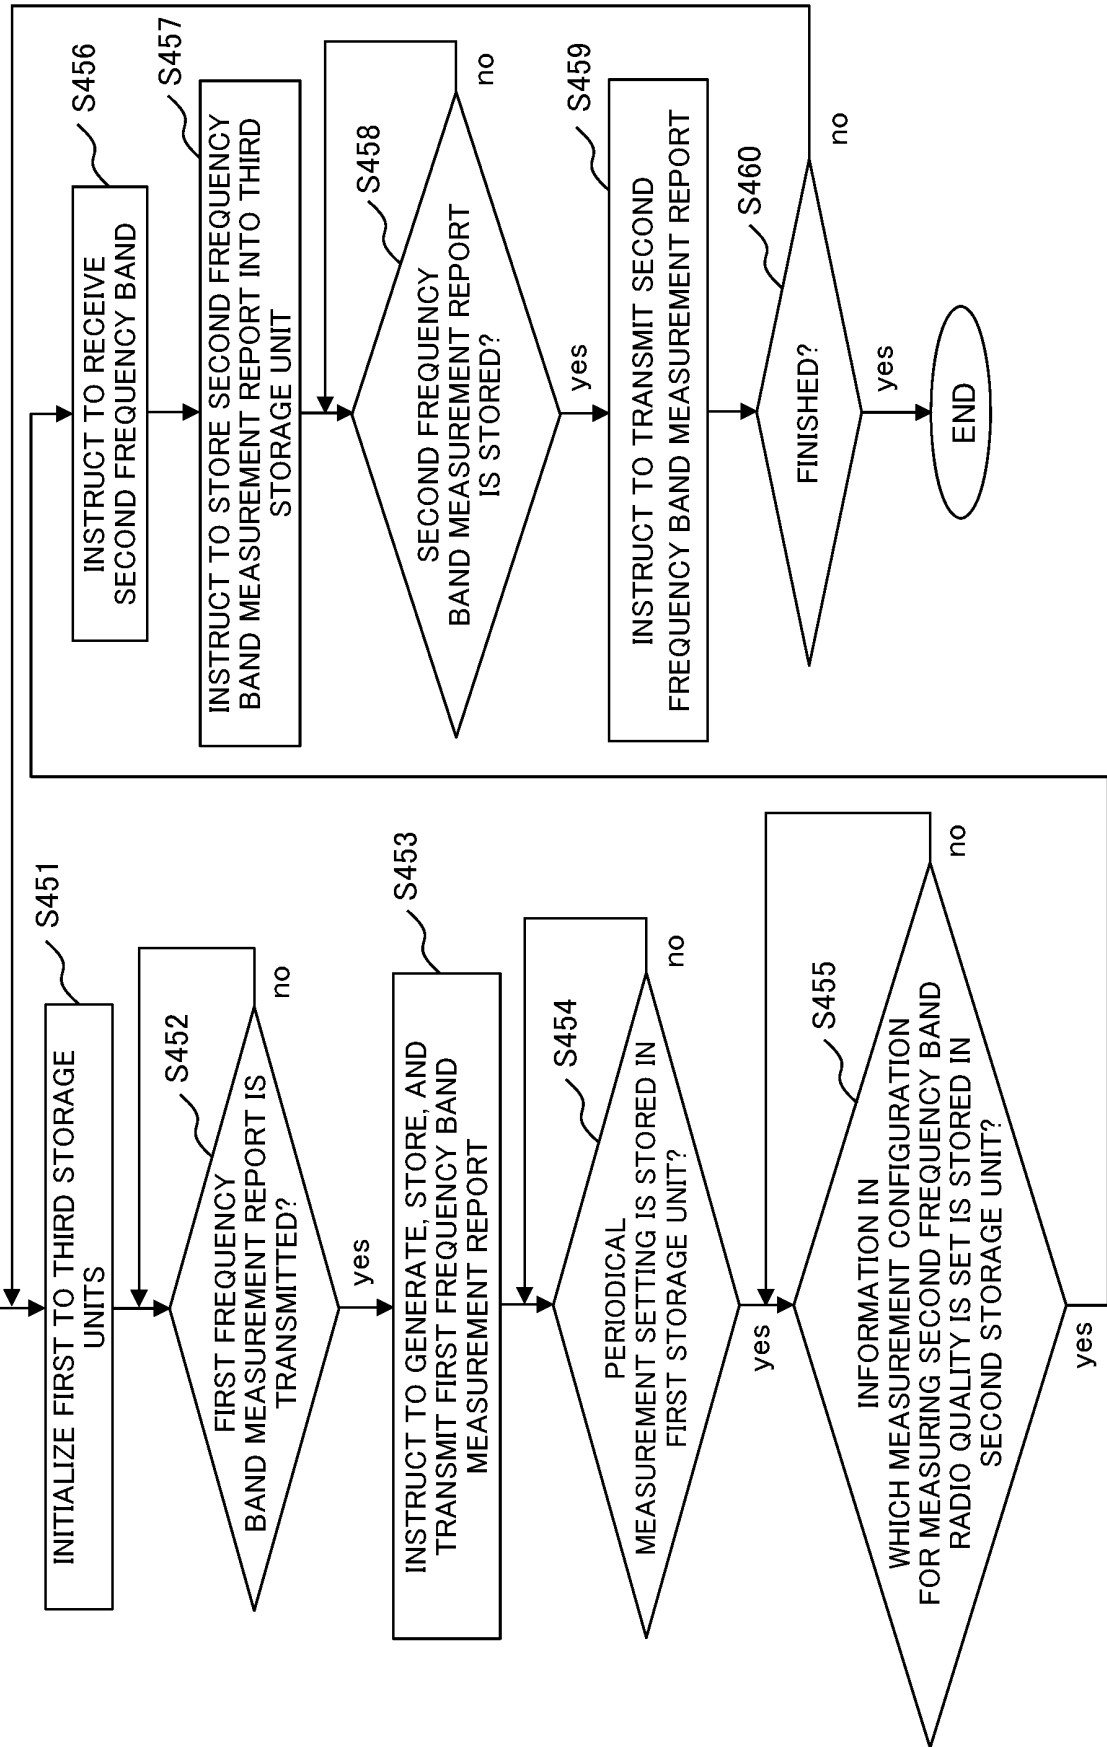 S451
INITIALIZE FIRST TO THIRD STORAGE
UNITS
S452
FIRST FREQUENCY
BAND MEASUREMENT REPORT IS
TRANSMITTED?
no
yes
S453
INSTRUCT TO GENERATE, STORE, AND
TRANSMIT FIRST FREQUENCY BAND
MEASUREMENT REPORT
S454
PERIODICAL
MEASUREMENT SETTING IS STORED IN
FIRST STORAGE UNIT?
no
yes
S455
INFORMATION IN
WHICH MEASUREMENT CONFIGURATION
FOR MEASURING SECOND FREQUENCY BAND
RADIO QUALITY IS SET IS STORED IN
SECOND STORAGE UNIT?
no
yes
S456
INSTRUCT TO RECEIVE
SECOND FREQUENCY BAND
S457
INSTRUCT TO STORE SECOND FREQUENCY
BAND MEASUREMENT REPORT INTO THIRD
STORAGE UNIT
S458
SECOND FREQUENCY
BAND MEASUREMENT REPORT
IS STORED?
no
yes
S459
INSTRUCT TO TRANSMIT SECOND
FREQUENCY BAND MEASUREMENT REPORT
S460
FINISHED?
no
yes
END